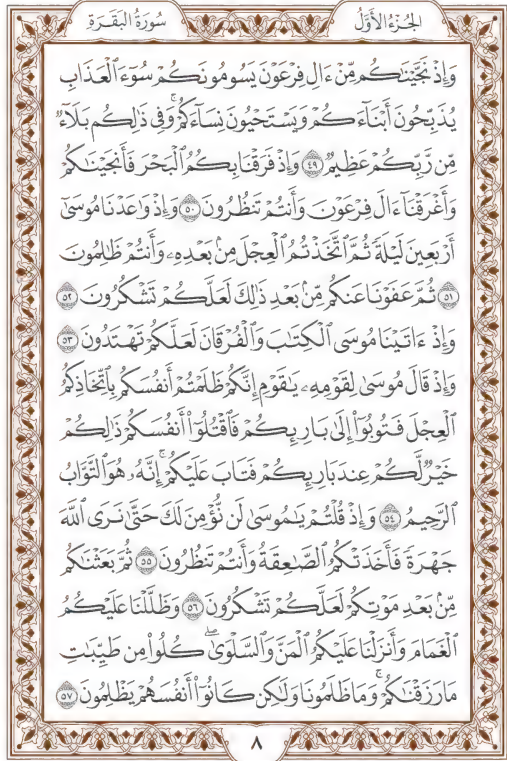 الجُزْءُ الأَوَّلُ سُورَةُ البَقَرَةِ
وَإِذْ نَجَّيْنَٰكُم مِّنْ ءَالِ فِرْعَوْنَ يَسُومُونَكُمْ سُوٓءَ ٱلْعَذَابِ
يُذَبِّحُونَ أَبْنَآءَكُمْ وَيَسْتَحْيُونَ نِسَآءَكُمْ ۚ وَفِى ذَٰلِكُم بَلَآءٌ
مِّن رَّبِّكُمْ عَظِيمٌ ٤٩ وَإِذْ فَرَقْنَا بِكُمُ ٱلْبَحْرَ فَأَنجَيْنَٰكُمْ
وَأَغْرَقْنَآ ءَالَ فِرْعَوْنَ وَأَنتُمْ تَنظُرُونَ ٥٠ وَإِذْ وَٰعَدْنَا مُوسَىٰٓ
أَرْبَعِينَ لَيْلَةً ثُمَّ ٱتَّخَذْتُمُ ٱلْعِجْلَ مِنۢ بَعْدِهِۦ وَأَنتُمْ ظَٰلِمُونَ
٥١ ثُمَّ عَفَوْنَا عَنكُم مِّنۢ بَعْدِ ذَٰلِكَ لَعَلَّكُمْ تَشْكُرُونَ ٥٢
وَإِذْ ءَاتَيْنَا مُوسَى ٱلْكِتَٰبَ وَٱلْفُرْقَانَ لَعَلَّكُمْ تَهْتَدُونَ ٥٣
وَإِذْ قَالَ مُوسَىٰ لِقَوْمِهِۦ يَٰقَوْمِ إِنَّكُمْ ظَلَمْتُمْ أَنفُسَكُم بِٱتِّخَاذِكُمُ
ٱلْعِجْلَ فَتُوبُوٓا۟ إِلَىٰ بَارِئِكُمْ فَٱقْتُلُوٓا۟ أَنفُسَكُمْ ذَٰلِكُمْ
خَيْرٌ لَّكُمْ عِندَ بَارِئِكُمْ فَتَابَ عَلَيْكُمْ ۚ إِنَّهُۥ هُوَ ٱلتَّوَّابُ
ٱلرَّحِيمُ ٥٤ وَإِذْ قُلْتُمْ يَٰمُوسَىٰ لَن نُّؤْمِنَ لَكَ حَتَّىٰ نَرَى ٱللَّهَ
جَهْرَةً فَأَخَذَتْكُمُ ٱلصَّٰعِقَةُ وَأَنتُمْ تَنظُرُونَ ٥٥ ثُمَّ بَعَثْنَٰكُم
مِّنۢ بَعْدِ مَوْتِكُمْ لَعَلَّكُمْ تَشْكُرُونَ ٥٦ وَظَلَّلْنَا عَلَيْكُمُ
ٱلْغَمَامَ وَأَنزَلْنَا عَلَيْكُمُ ٱلْمَنَّ وَٱلسَّلْوَىٰ ۖ كُلُوا۟ مِن طَيِّبَٰتِ
مَا رَزَقْنَٰكُمْ ۖ وَمَا ظَلَمُونَا وَلَٰكِن كَانُوٓا۟ أَنفُسَهُمْ يَظْلِمُونَ ٥٧
٨